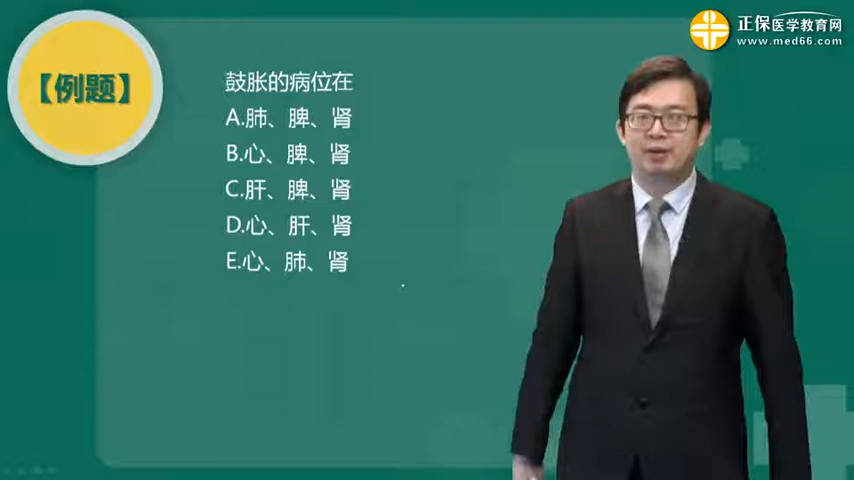 正保医学教育网
www.med66.com
【例题】
鼓胀的病位在
A.肺、脾、肾
B.心、脾、肾
C.肝、脾、肾
D.心、肝、肾
E.心、肺、肾